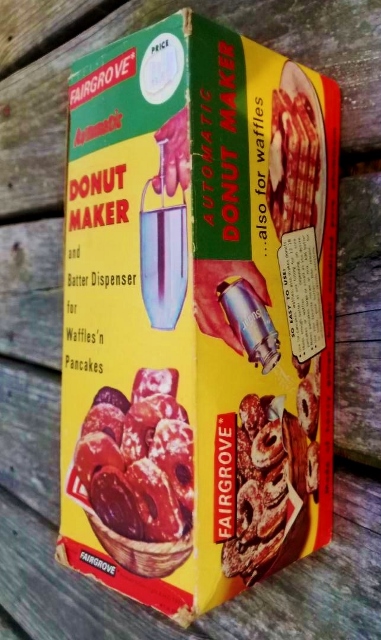 FAIRGROVE*
PRICE
Automatic
DONUT
MAKER
and
Batter Dispenser
for
Waffles'n
Pancakes
FAIRGROVE
AUTOMATIC
DONUT MAKER
...also for waffles
SO EASY TO USE:
FAIRGROVE*